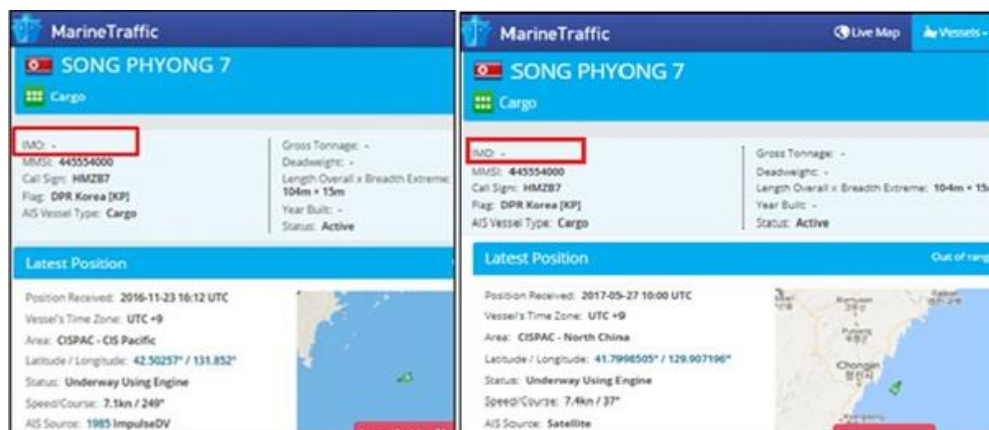 MarineTraffic
SONG PHYONG 7
Cargo
IMO: -
MMSI: 445554000
Call Sign: HMZB7
Flag: DPR Korea [KP]
AIS Vessel Type: Cargo
Gross Tonnage: -
Deadweight: -
Length Overall x Breadth Extreme:
104m × 15m
Year Built: -
Status: Active
Latest Position
Position Received: 2016-11-23 16:12 UTC
Vessel's Time Zone: UTC +9
Area: CISPAC - CIS Pacific
Latitude / Longitude: 42.50257° / 131.852°
Status: Underway Using Engine
Speed/Course: 7.1kn / 249°
AIS Source: 1985 ImpulseDV
MarineTraffic
Live Map
Vessels
SONG PHYONG 7
Cargo
IMO: -
MMSI: 445554000
Call Sign: HMZB7
Flag: DPR Korea [KP]
AIS Vessel Type: Cargo
Gross Tonnage: -
Deadweight: -
Length Overall x Breadth Extreme: 104m × 15m
Year Built: -
Status: Active
Latest Position
Out of rang
Position Received: 2017-05-27 10:00 UTC
Vessel's Time Zone: UTC +9
Area: CISPAC - North China
Latitude / Longitude: 41.7998505° / 129.907196°
Status: Underway Using Engine
Speed/Course: 7.4kn / 37°
AIS Source: Satellite
Chongjin